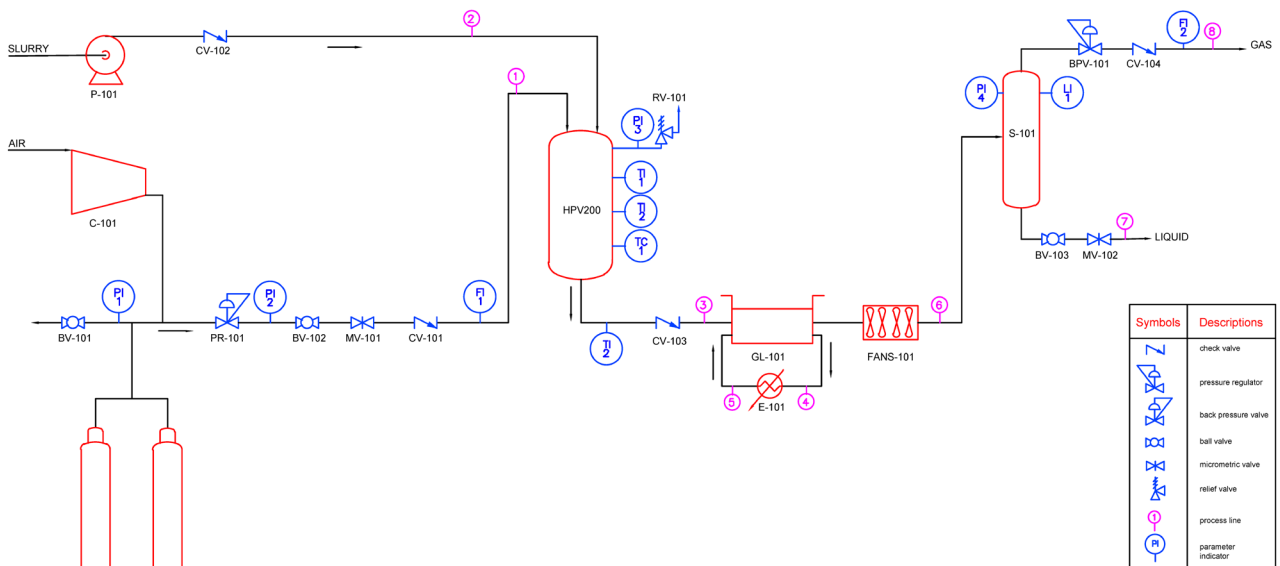 2
8
FI
2
SLURRY
CV-102
GAS
BPV-101
CV-104
P-101
1
RV-101
PI
4
LI
1
PI
3
S-101
AIR
TI
1
HPV200
TI
2
C-101
7
TC
1
LIQUID
BV-103
MV-102
PI
1
PI
2
FI
1
3
6
BV-101
PR-101
BV-102
MV-101
CV-101
TI
2
CV-103
GL-101
FANS-101
5
E-101
4
Symbols
Descriptions
check valve
pressure regulator
back pressure valve
ball valve
micrometric valve
relief valve
1
process line
PI
parameter
indicator